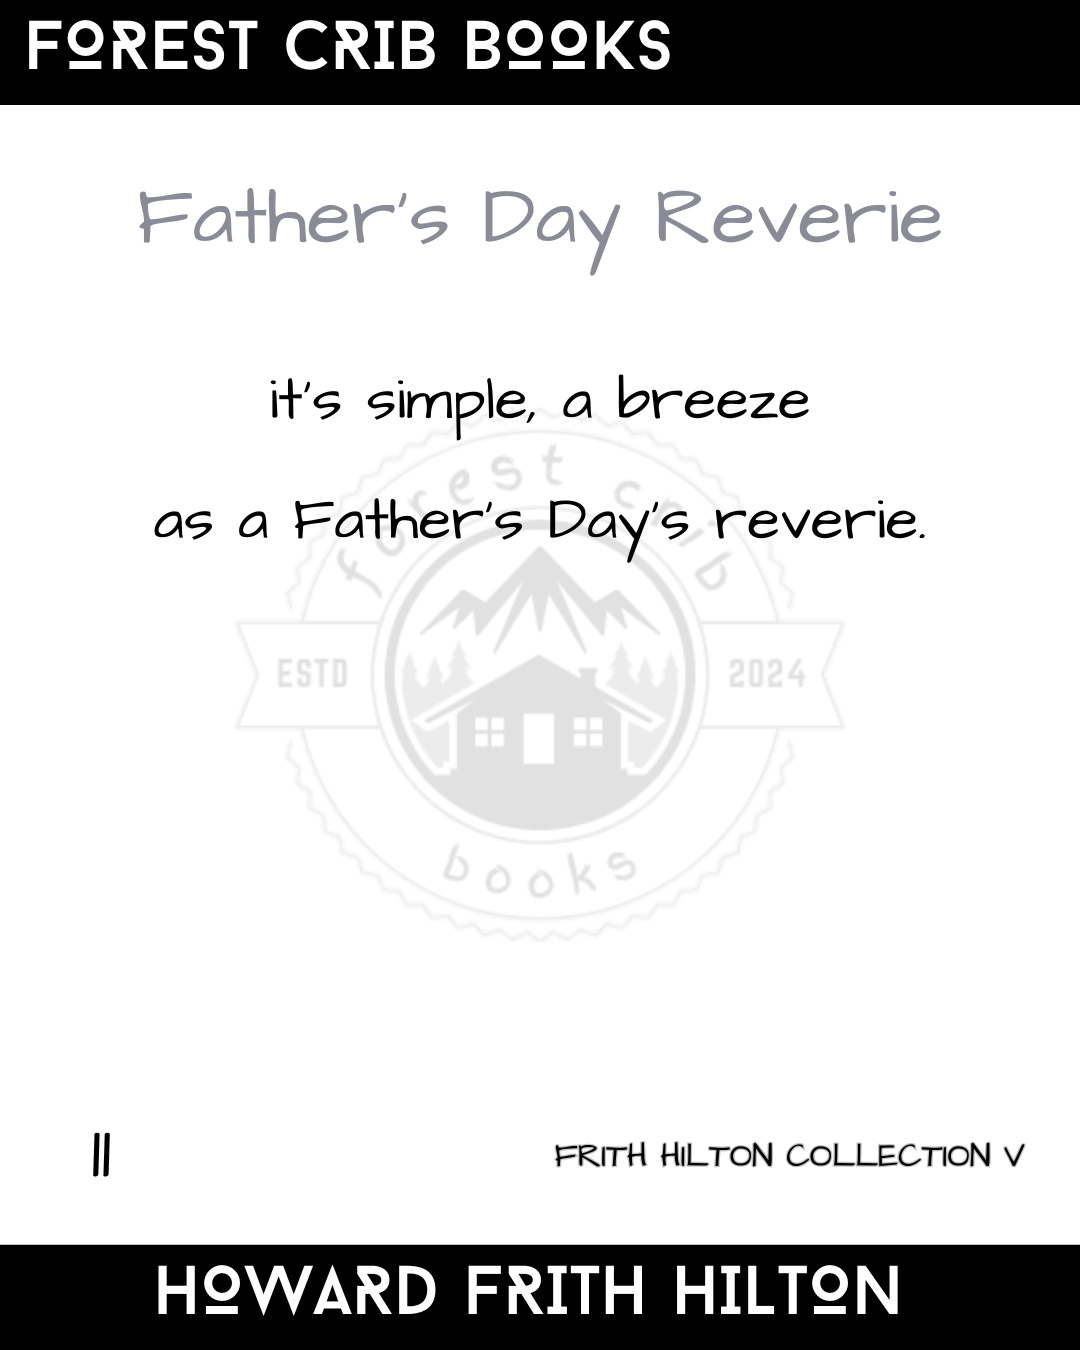 FOREST CRIB BOOKS
Father's Day Reverie
it's simple, a breeze
as a Father's Day's reverie.
forest crib
ESTD
2024
books
||
FRITH HILTON COLLECTION V
HOWARD FRITH HILTON